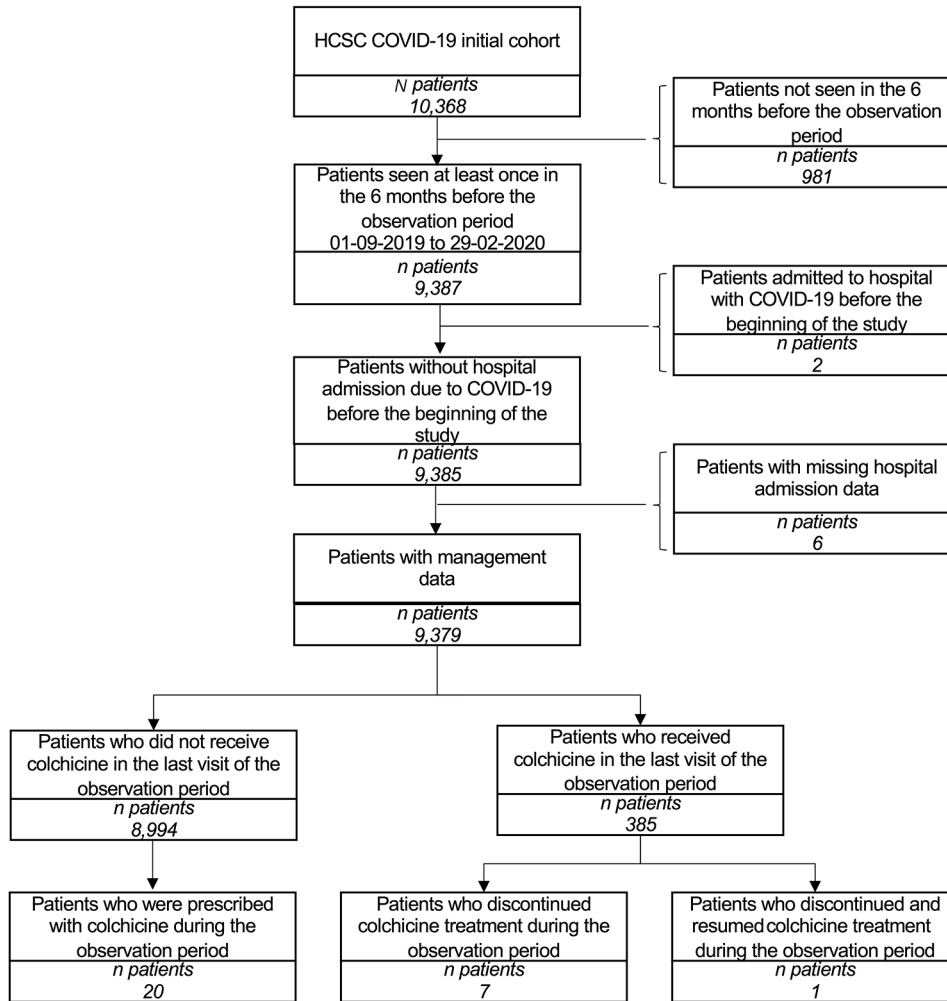 HCSC COVID-19 initial cohort
N patients
10,368
Patients not seen in the 6
months before the observation
period
n patients
981
Patients seen at least once in
the 6 months before the
observation period
01-09-2019 to 29-02-2020
n patients
9,387
Patients admitted to hospital
with COVID-19 before the
beginning of the study
n patients
2
Patients without hospital
admission due to COVID-19
before the beginning of the
study
n patients
9,385
Patients with missing hospital
admission data
n patients
6
Patients with management
data
n patients
9,379
Patients who did not receive
colchicine in the last visit of the
observation period
n patients
8,994
Patients who received
colchicine in the last visit of the
observation period
n patients
385
Patients who were prescribed
with colchicine during the
observation period
n patients
20
Patients who discontinued
colchicine treatment during the
observation period
n patients
7
Patients who discontinued and
resumed colchicine treatment
during the observation period
n patients
1